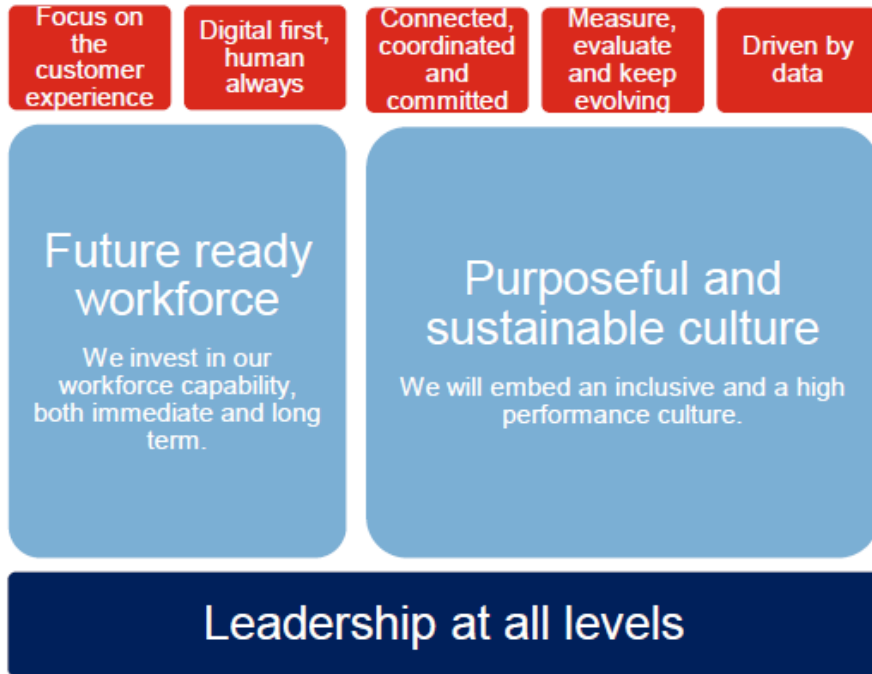 Focus on
the
customer
experience
Digital first,
human
always
Connected,
coordinated
and
committed
Measure,
evaluate
and keep
evolving
Driven by
data
Future ready
workforce
We invest in our
workforce capability,
both immediate and long
term.
Purposeful and
sustainable culture
We will embed an inclusive and a high
performance culture.
Leadership at all levels